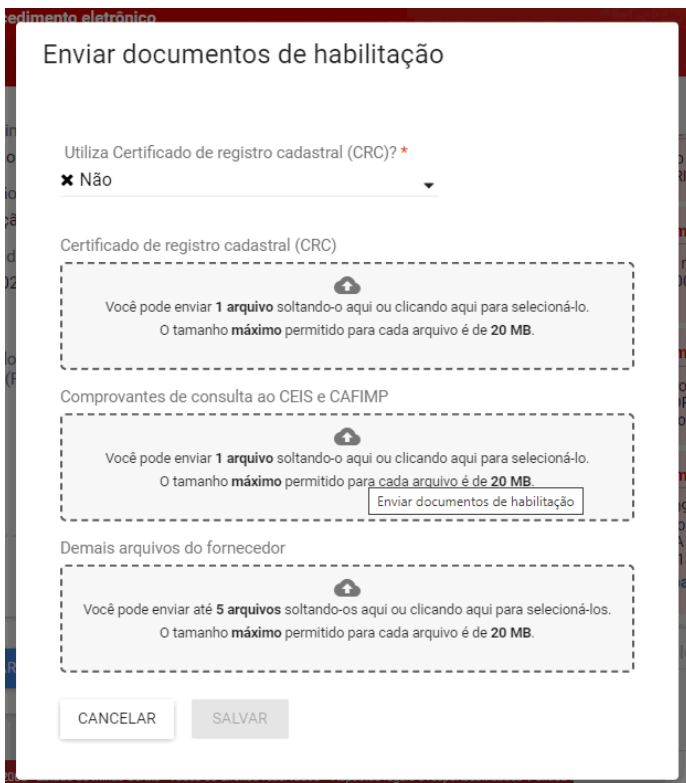 cedimento eletrônico
Enviar documentos de habilitação
Utiliza Certificado de registro cadastral (CRC)? *
✖ Não
Certificado de registro cadastral (CRC)
Você pode enviar 1 arquivo soltando-o aqui ou clicando aqui para selecioná-lo.
O tamanho máximo permitido para cada arquivo é de 20 MB.
Comprovantes de consulta ao CEIS e CAFIMP
Você pode enviar 1 arquivo soltando-o aqui ou clicando aqui para selecioná-lo.
O tamanho máximo permitido para cada arquivo é de 20 MB.
Enviar documentos de habilitação
Demais arquivos do fornecedor
Você pode enviar até 5 arquivos soltando-os aqui ou clicando aqui para selecioná-los.
O tamanho máximo permitido para cada arquivo é de 20 MB.
CANCELAR
SALVAR